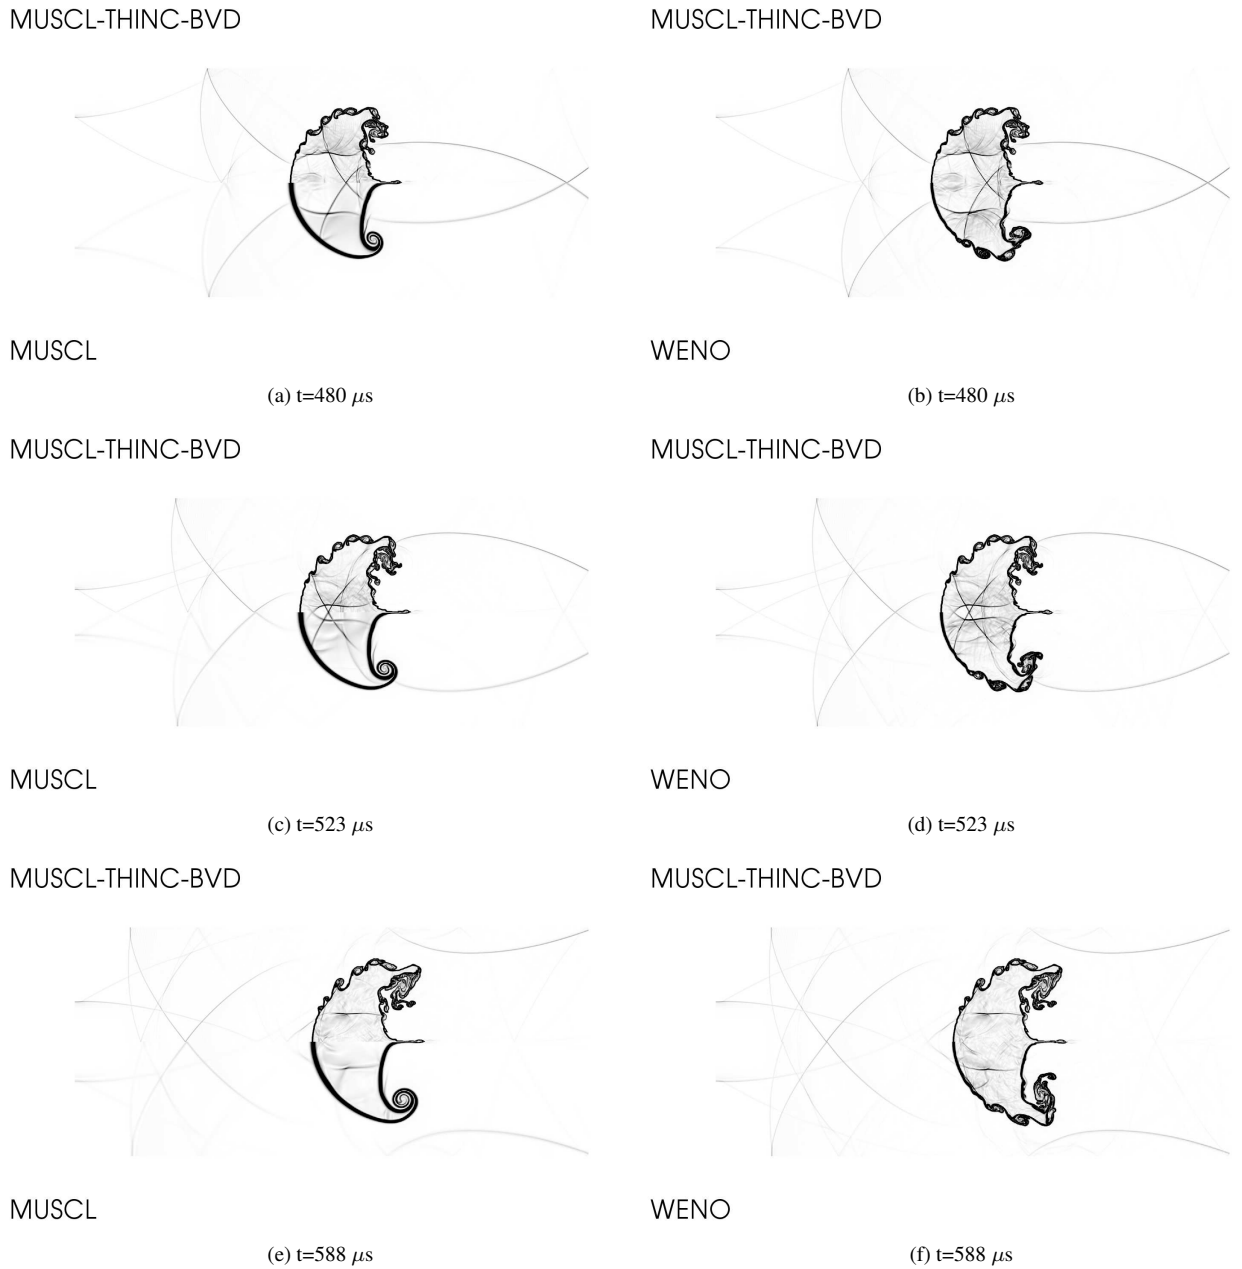 MUSCL-THINC-BVD
MUSCL-THINC-BVD
MUSCL
WENO
(a) t=480 μs
(b) t=480 μs
MUSCL-THINC-BVD
MUSCL-THINC-BVD
MUSCL
WENO
(c) t=523 μs
(d) t=523 μs
MUSCL-THINC-BVD
MUSCL-THINC-BVD
MUSCL
WENO
(e) t=588 μs
(f) t=588 μs